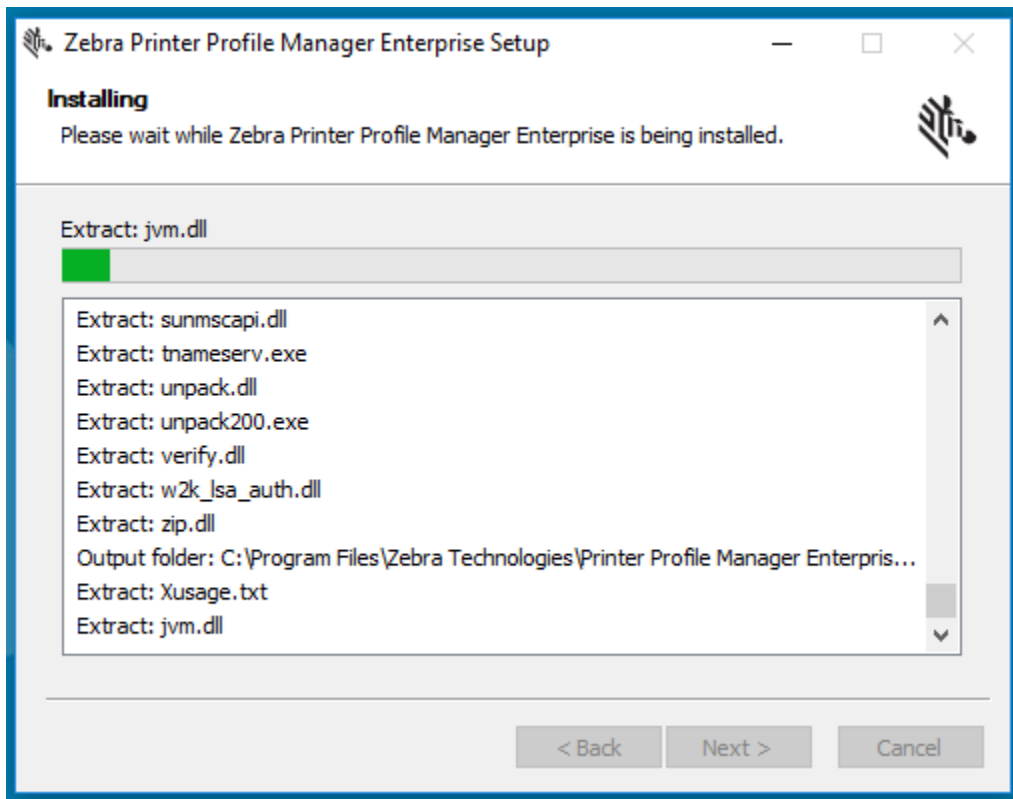 Zebra Printer Profile Manager Enterprise Setup
Installing
Please wait while Zebra Printer Profile Manager Enterprise is being installed.
Extract: jvm.dll
Extract: sunmscapi.dll
Extract: tnameserv.exe
Extract: unpack.dll
Extract: unpack200.exe
Extract: verify.dll
Extract: w2k_lsa_auth.dll
Extract: zip.dll
Output folder: C:\Program Files\Zebra Technologies\Printer Profile Manager Enterpris...
Extract: Xusage.txt
Extract: jvm.dll
< Back
Next >
Cancel